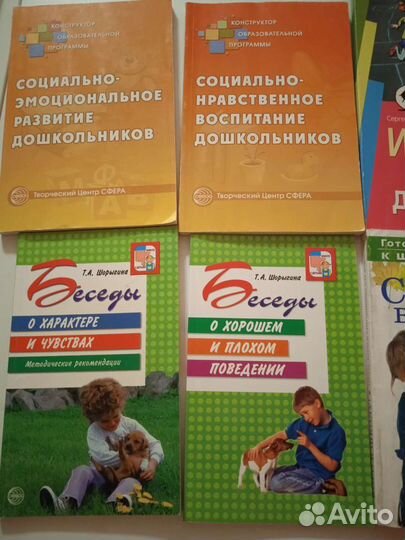 КОНСТРУКТОР
ОБРАЗОВАТЕЛЬНОЙ
ПРОГРАММЫ
СОЦИАЛЬНО-
ЭМОЦИОНАЛЬНОЕ
РАЗВИТИЕ
ДОШКОЛЬНИКОВ
Творческий Центр СФЕРА
КОНСТРУКТОР
ОБРАЗОВАТЕЛЬНОЙ
ПРОГРАММЫ
СОЦИАЛЬНО-
НРАВСТВЕННОЕ
ВОСПИТАНИЕ
ДОШКОЛЬНИКОВ
Творческий Центр СФЕРА
Т.А. Шорыгина
Беседы
О ХАРАКТЕРЕ
И ЧУВСТВАХ
Методические рекомендации
Т.А. Шорыгина
Беседы
О ХОРОШЕМ
И ПЛОХОМ
ПОВЕДЕНИИ
Avito